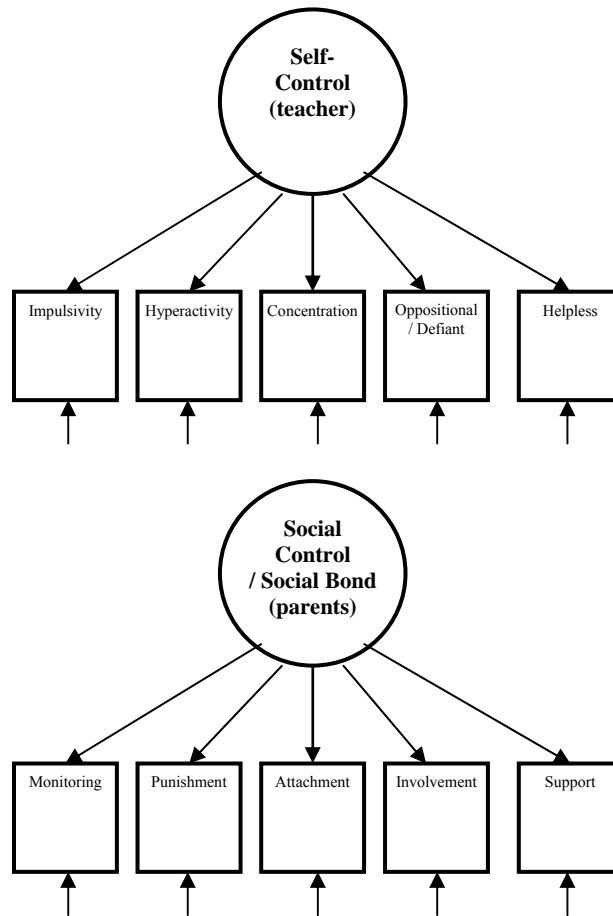 Self-
Control
(teacher)
Impulsivity
Hyperactivity
Concentration
Oppositional
/ Defiant
Helpless
Social
Control
/ Social Bond
(parents)
Monitoring
Punishment
Attachment
Involvement
Support